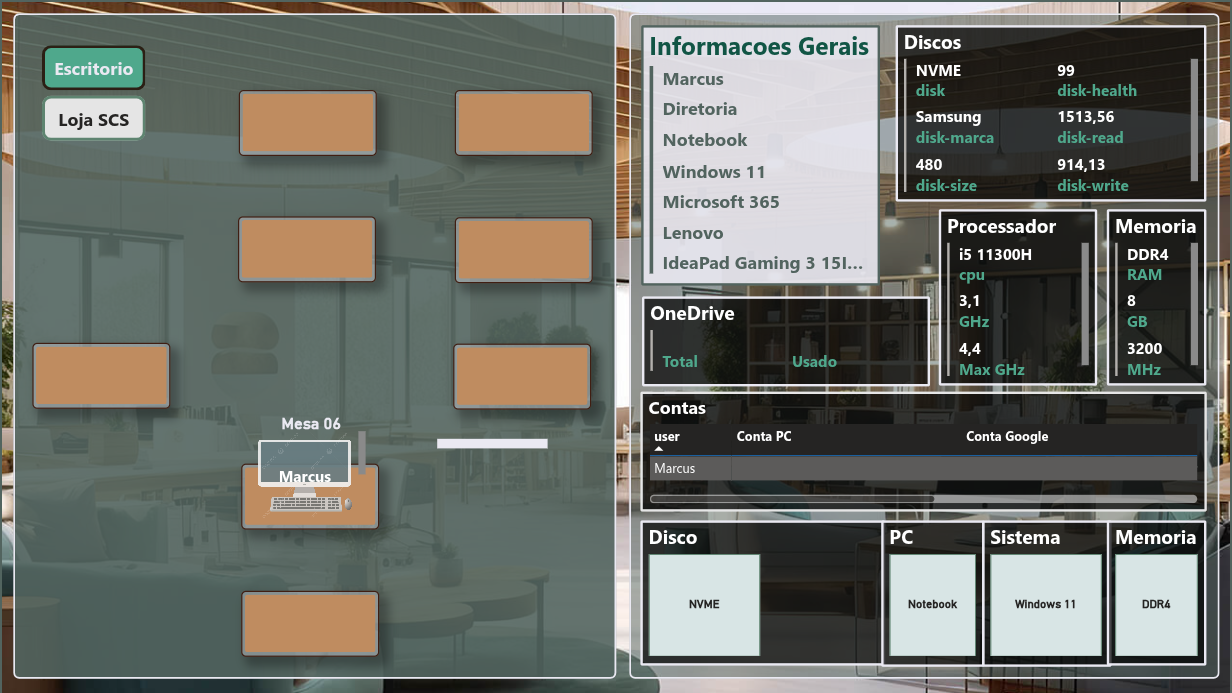 Escritorio
Loja SCS
Mesa 06
Marcus
Informacoes Gerais
Marcus
Diretoria
Notebook
Windows 11
Microsoft 365
Lenovo
IdeaPad Gaming 3 15I...
Discos
NVME 99
disk disk-health
Samsung 1513,56
disk-marca disk-read
480 914,13
disk-size disk-write
OneDrive
Total Usado
Processador
i5 11300H
cpu
3,1
GHz
4,4
Max GHz
Memoria
DDR4
RAM
8
GB
3200
MHz
Contas
user Conta PC Conta Google
Marcus
Disco
NVME
PC
Notebook
Sistema
Windows 11
Memoria
DDR4